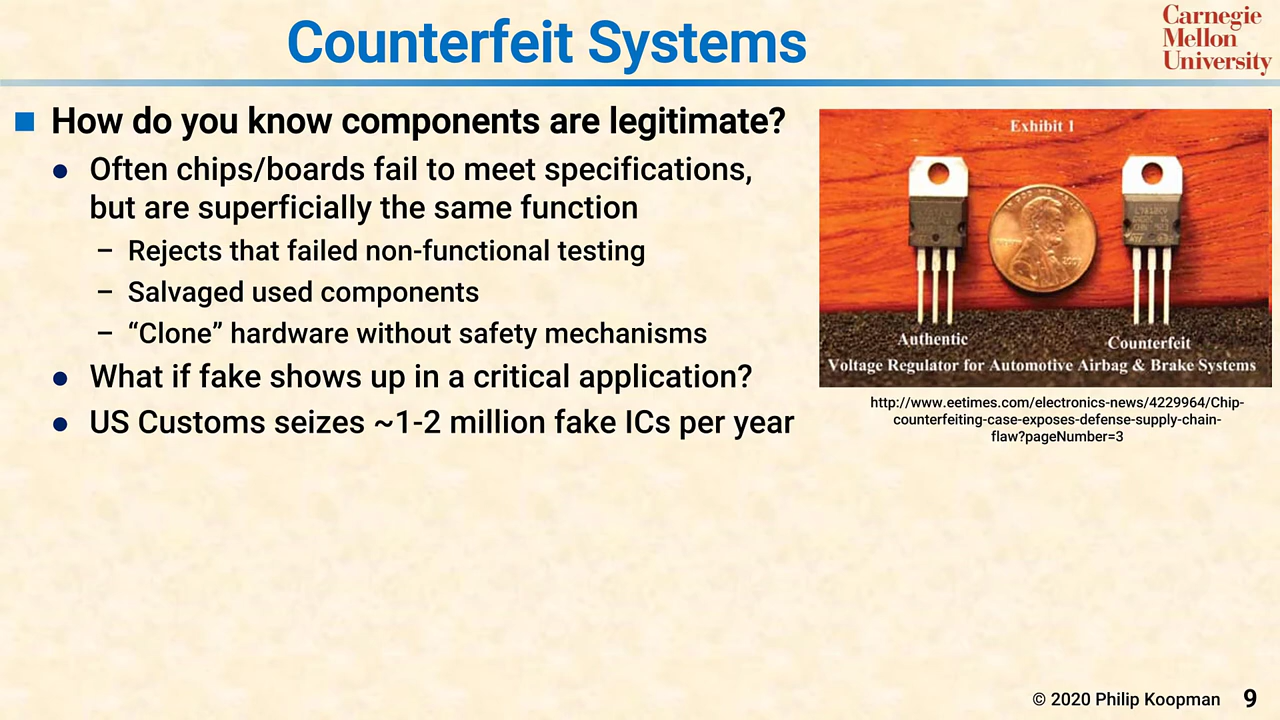 Counterfeit Systems
Carnegie
Mellon
University
How do you know components are legitimate?
Often chips/boards fail to meet specifications,
but are superficially the same function
– Rejects that failed non-functional testing
– Salvaged used components
– “Clone” hardware without safety mechanisms
What if fake shows up in a critical application?
US Customs seizes ~1-2 million fake ICs per year
Exhibit 1
Authentic
Counterfeit
Voltage Regulator for Automotive Airbag & Brake Systems
http://www.eetimes.com/electronics-news/4229964/Chip-
counterfeiting-case-exposes-defense-supply-chain-
flaw?pageNumber=3
© 2020 Philip Koopman 9